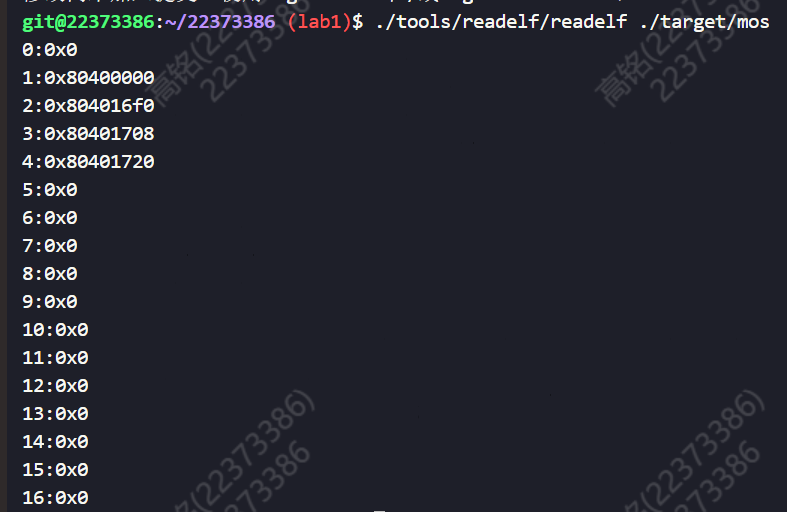 git@22373386:~/22373386 (lab1)$ ./tools/readelf/readelf ./target/mos
0:0x0
1:0x80400000
2:0x804016f0
3:0x80401708
4:0x80401720
5:0x0
6:0x0
7:0x0
8:0x0
9:0x0
10:0x0
11:0x0
12:0x0
13:0x0
14:0x0
15:0x0
16:0x0
高铭(22373386)
22373386
高铭(22373386)
22373386
高铭(22373386)
22373386
高铭(22373386)
22373386